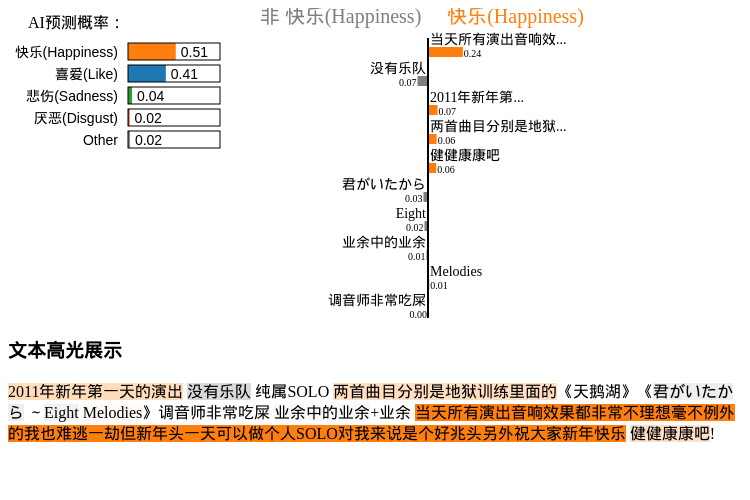 AI预测概率：
快乐(Happiness) 0.51
喜爱(Like) 0.41
悲伤(Sadness) 0.04
厌恶(Disgust) 0.02
Other 0.02
非 快乐(Happiness) 快乐(Happiness)
当天所有演出音响效...
0.24
没有乐队
0.07
2011年新年第...
0.07
两首曲目分别是地狱...
0.06
健健康康吧
0.06
君がいたから
0.03
Eight
0.02
业余中的业余
0.01
Melodies
0.01
调音师非常吃屎
0.00
文本高光展示
2011年新年第一天的演出 没有乐队 纯属SOLO 两首曲目分别是地狱训练里面的《天鹅湖》《君がいたか
ら ～Eight Melodies》调音师非常吃屎 业余中的业余+业余 当天所有演出音响效果都非常不理想毫不例外
的我也难逃一劫但新年头一天可以做个人SOLO对我来说是个好兆头另外祝大家新年快乐 健健康康吧!